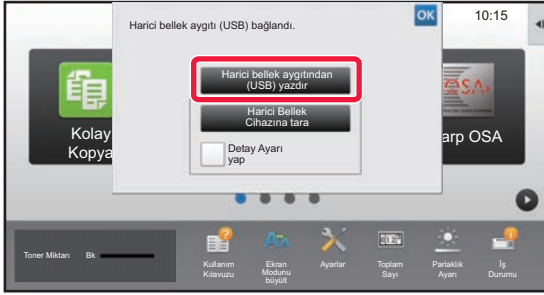 Harici bellek aygıtı (USB) bağlandı.
OK
10:15
Harici bellek aygıtından
(USB) yazdır
Harici Bellek
Cihazına tara
Detay Ayarı
yap
Kolay
Kopya
OSA
arp OSA
Toner Miktarı
Bk
Kullanım
Kılavuzu
Ekran
Modunu
büyült
Ayarlar
Toplam
Sayı
Parlaklık
Ayarı
İş
Durumu